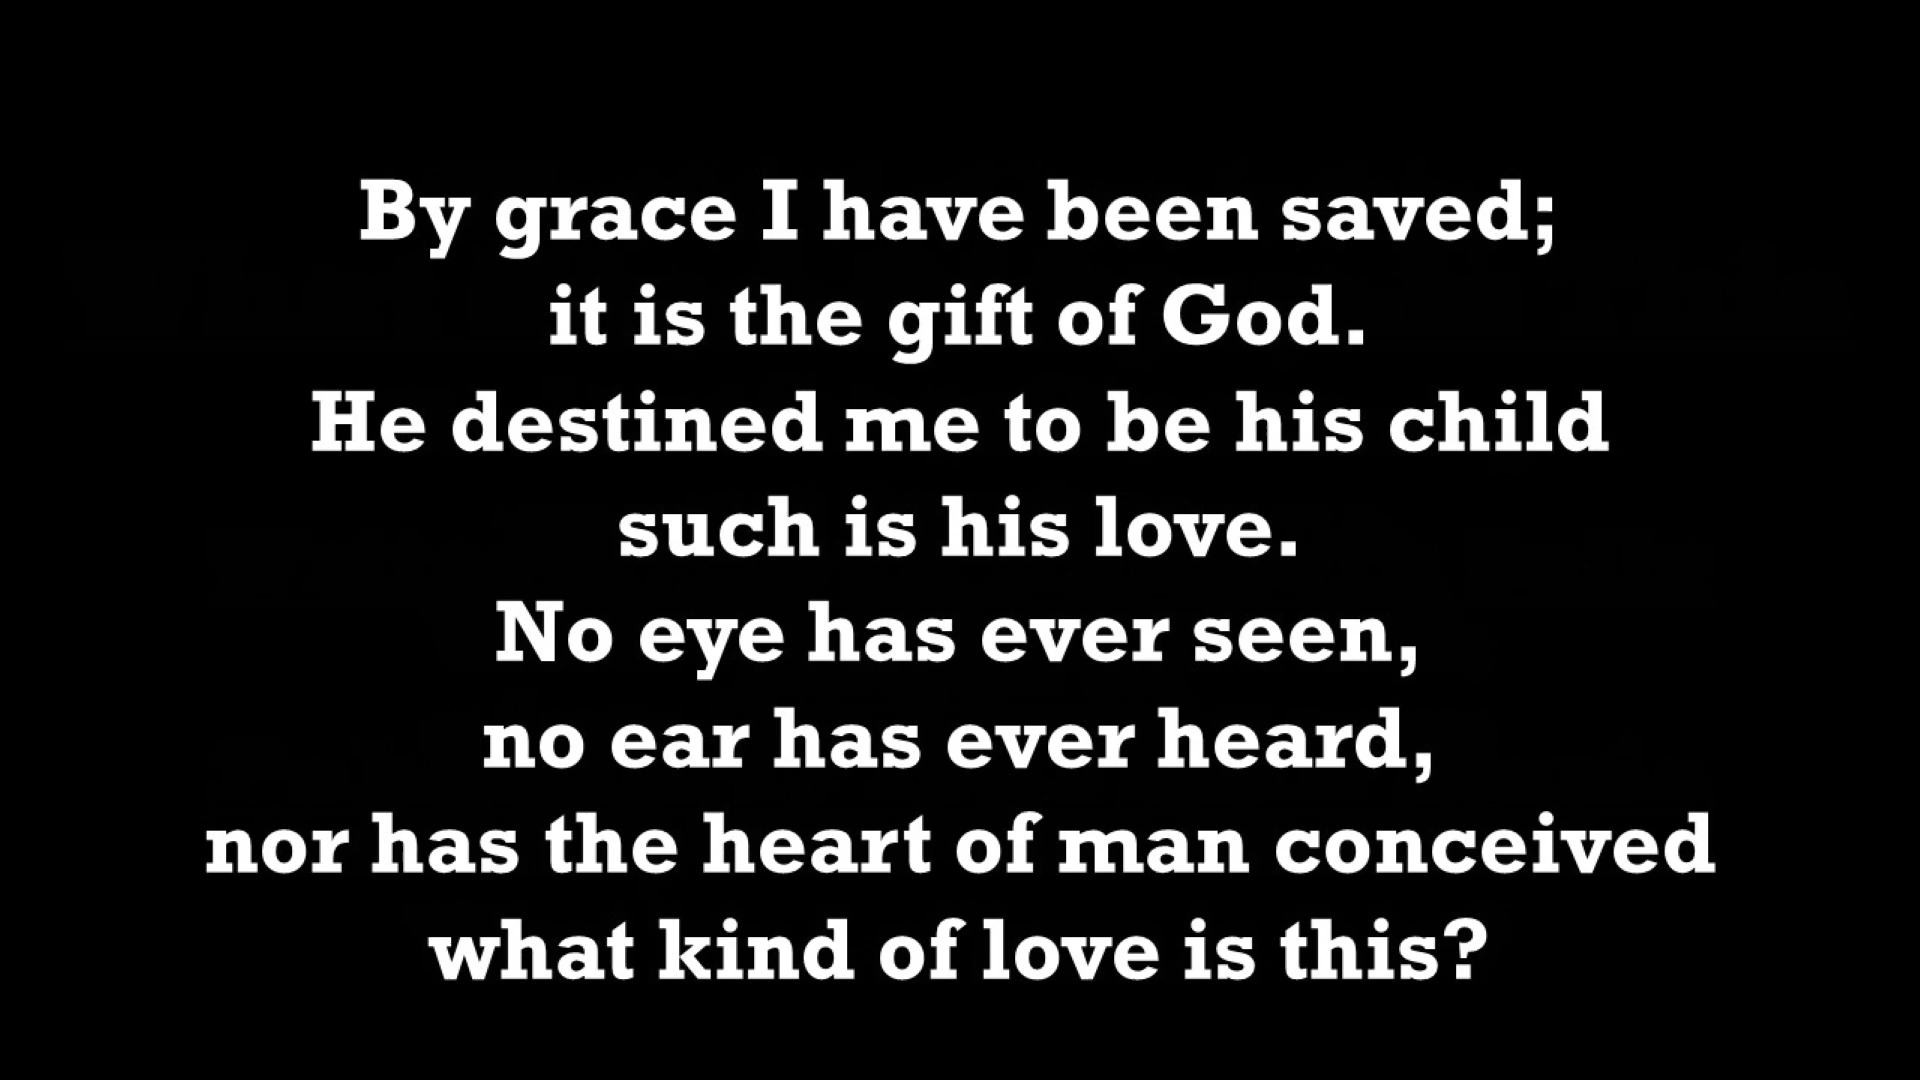 By grace I have been saved;
it is the gift of God.
He destined me to be his child
such is his love.
No eye has ever seen,
no ear has ever heard,
nor has the heart of man conceived
what kind of love is this?